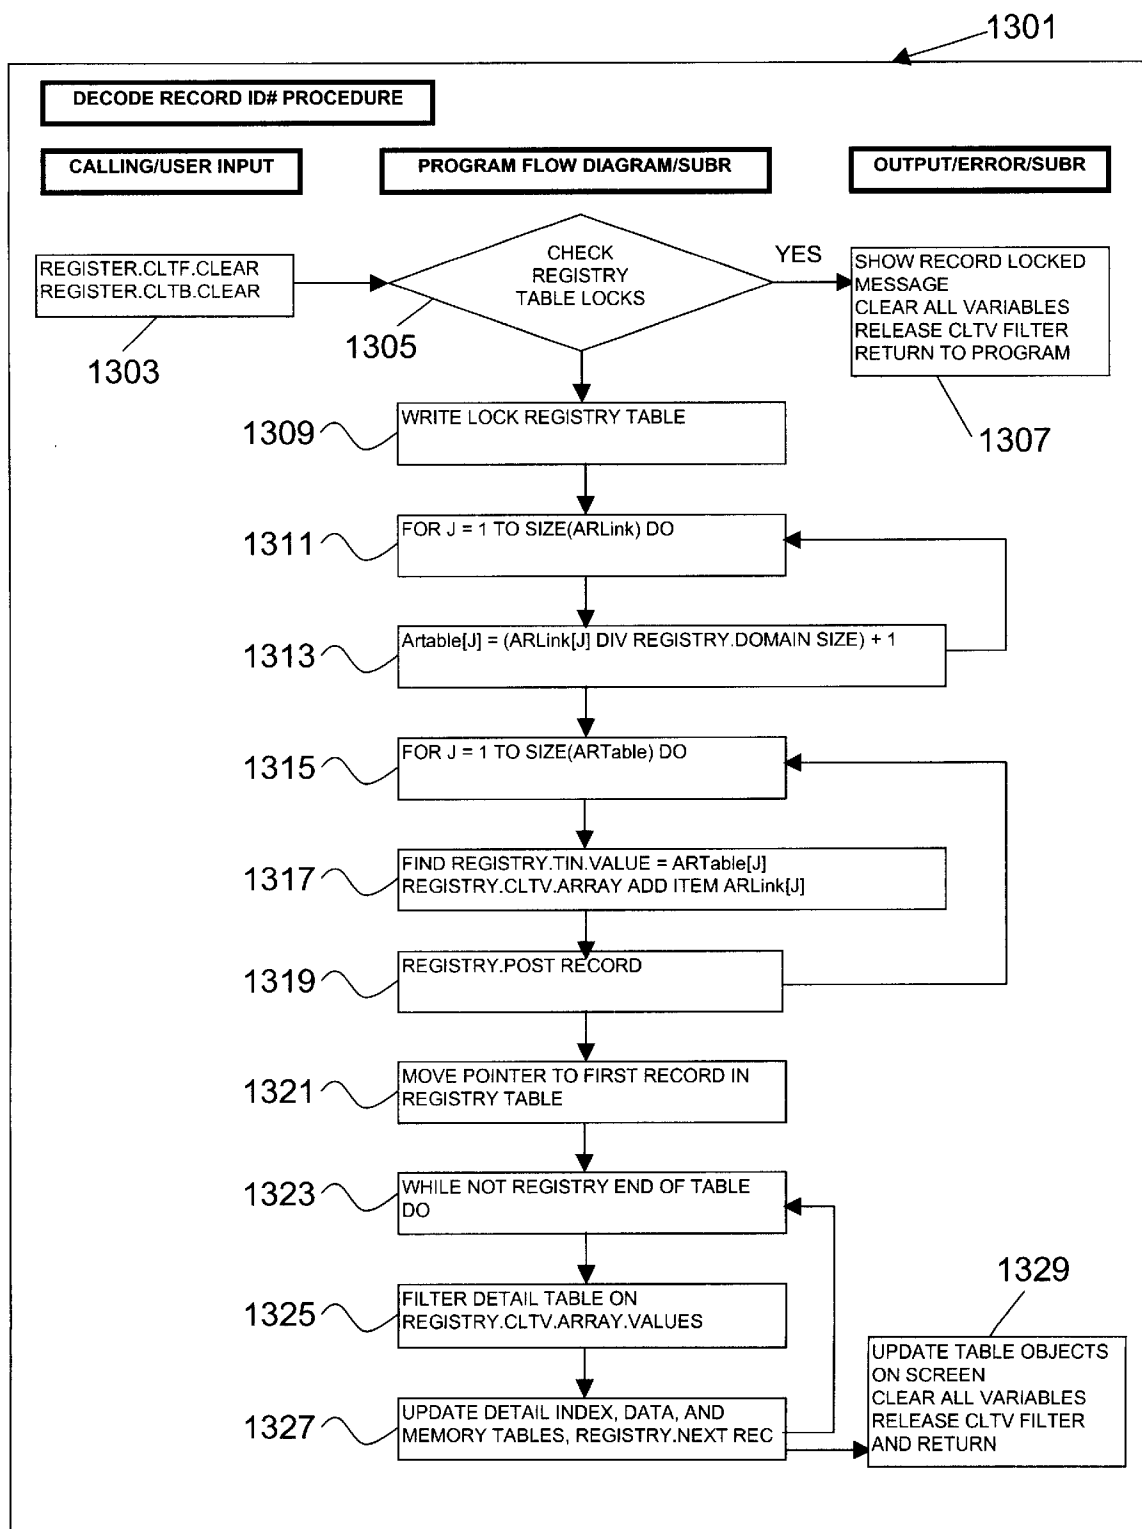 1301
DECODE RECORD ID# PROCEDURE
CALLING/USER INPUT
PROGRAM FLOW DIAGRAM/SUBR
OUTPUT/ERROR/SUBR
REGISTER.CLTF.CLEAR
REGISTER.CLTB.CLEAR
1303
CHECK
REGISTRY
TABLE LOCKS
1305
YES
SHOW RECORD LOCKED
MESSAGE
CLEAR ALL VARIABLES
RELEASE CLTV FILTER
RETURN TO PROGRAM
1307
1309
WRITE LOCK REGISTRY TABLE
1311
FOR J = 1 TO SIZE(ARLink) DO
1313
Artable[J] = (ARLink[J] DIV REGISTRY.DOMAIN SIZE) + 1
1315
FOR J = 1 TO SIZE(ARTable) DO
1317
FIND REGISTRY.TIN.VALUE = ARTable[J]
REGISTRY.CLTV.ARRAY ADD ITEM ARLink[J]
1319
REGISTRY.POST RECORD
1321
MOVE POINTER TO FIRST RECORD IN
REGISTRY TABLE
1323
WHILE NOT REGISTRY END OF TABLE
DO
1325
FILTER DETAIL TABLE ON
REGISTRY.CLTV.ARRAY.VALUES
1327
UPDATE DETAIL INDEX, DATA, AND
MEMORY TABLES, REGISTRY.NEXT REC
1329
UPDATE TABLE OBJECTS
ON SCREEN
CLEAR ALL VARIABLES
RELEASE CLTV FILTER
AND RETURN